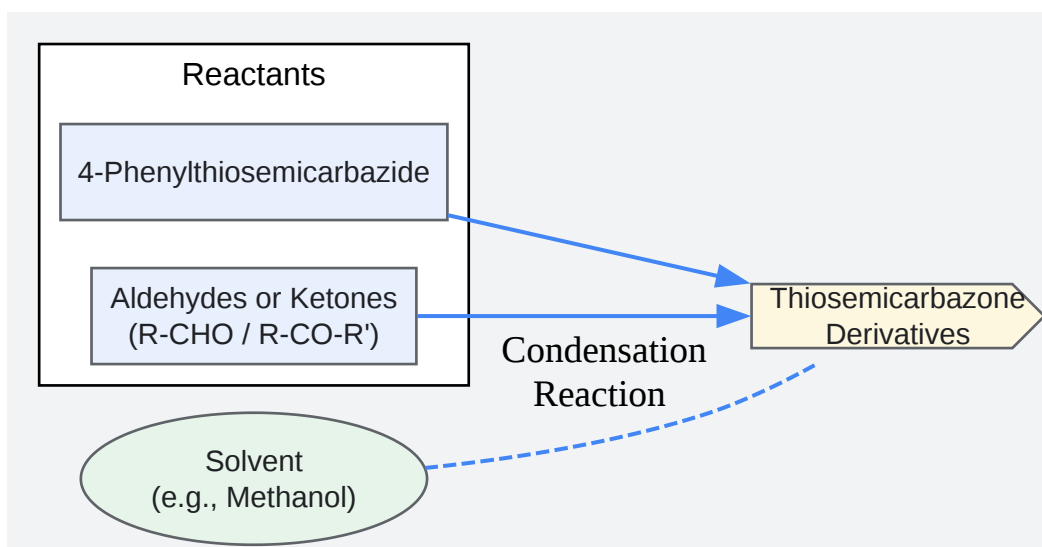 Reactants
4-Phenylthiosemicarbazide
Aldehydes or Ketones
(R-CHO / R-CO-R')
Thiosemicarbazone
Derivatives
Condensation
Reaction
Solvent
(e.g., Methanol)